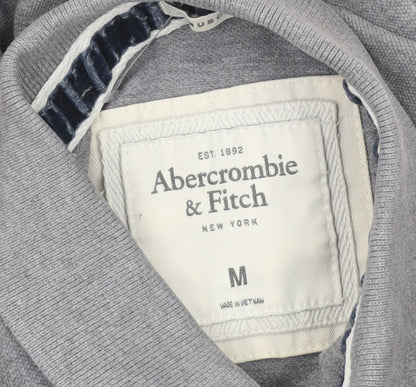 EST. 1892
Abercrombie
& Fitch
NEW YORK
M
MADE IN VIETNAM